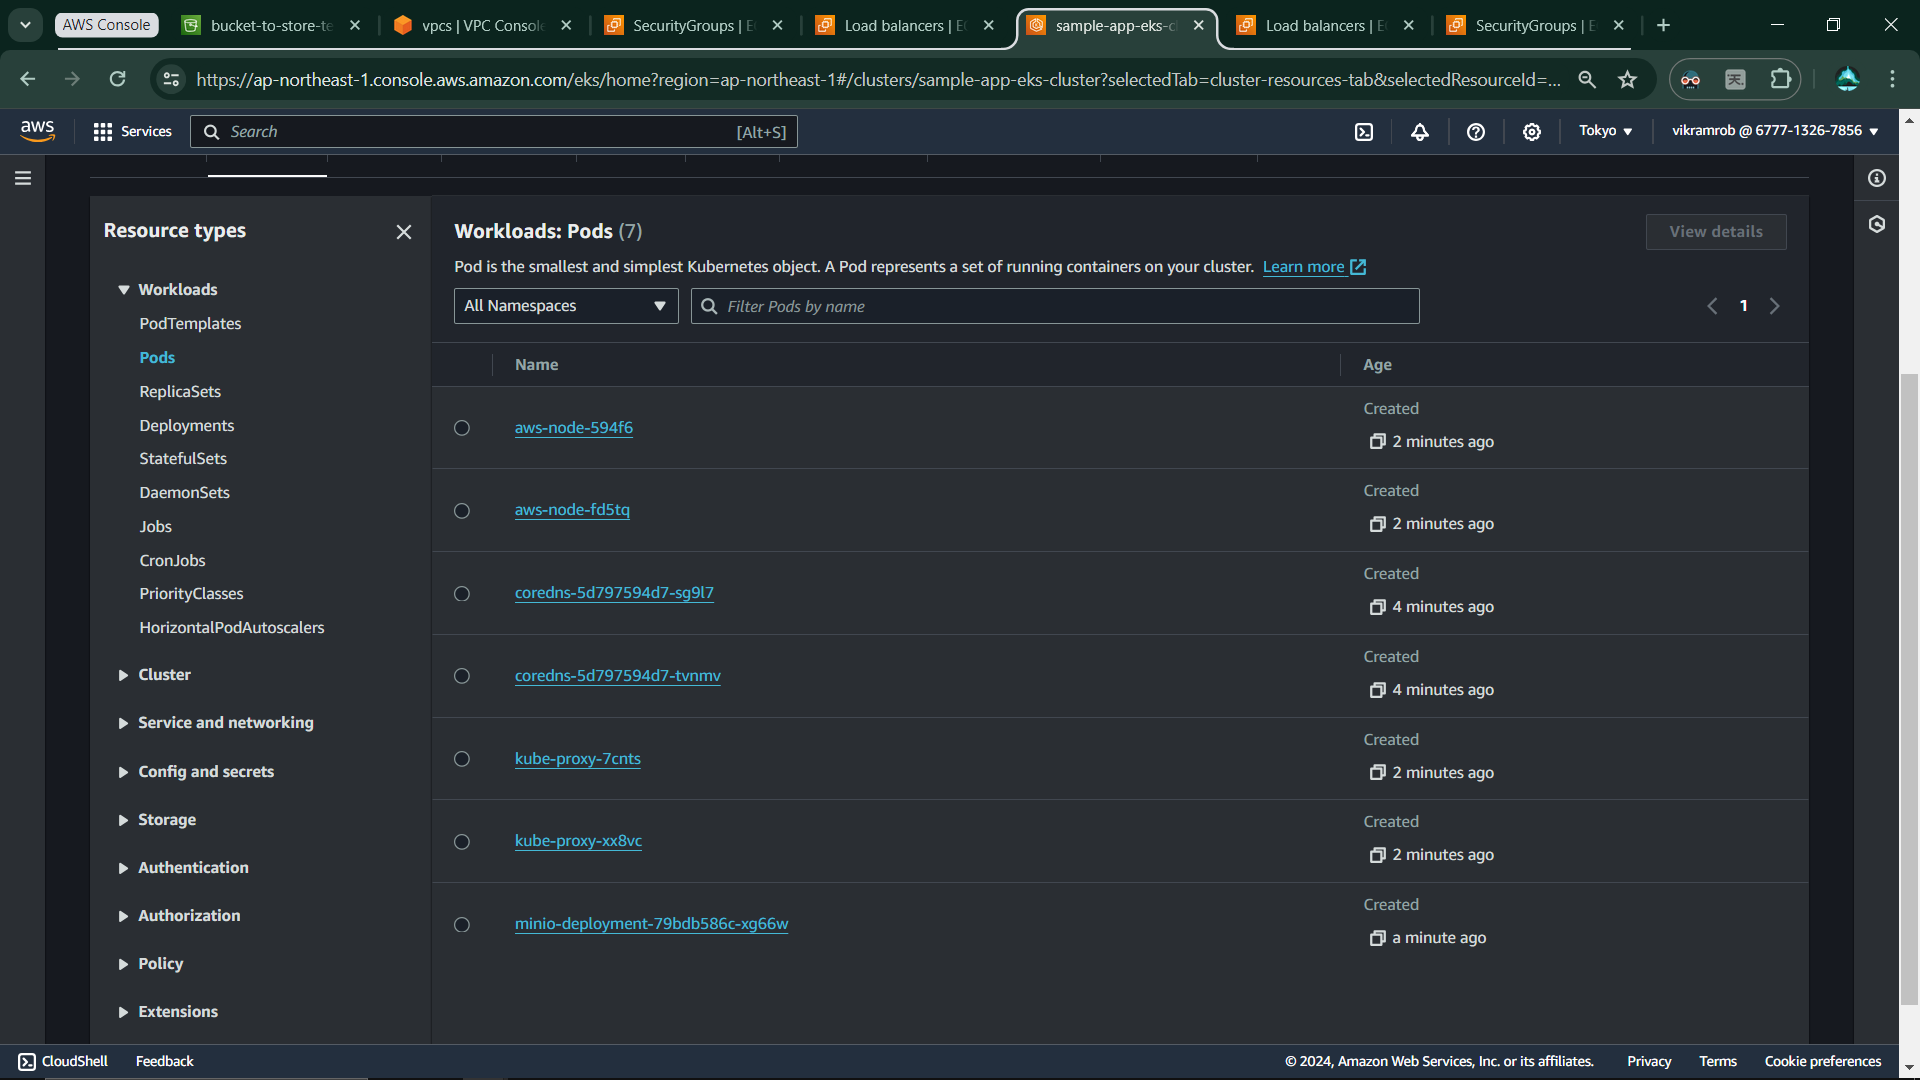 AWS Console
bucket-to-store-te
vpcs | VPC Console
SecurityGroups | E
Load balancers | EC
sample-app-eks-cl
Load balancers | E
SecurityGroups | E
https://ap-northeast-1.console.aws.amazon.com/eks/home?region=ap-northeast-1#/clusters/sample-app-eks-cluster?selectedTab=cluster-resources-tab&selectedResourceId=...
aws
Services
Search
[Alt+S]
Tokyo
vikramrob @ 6777-1326-7856
Resource types
Workloads
PodTemplates
Pods
ReplicaSets
Deployments
StatefulSets
DaemonSets
Jobs
CronJobs
PriorityClasses
HorizontalPodAutoscalers
Cluster
Service and networking
Config and secrets
Storage
Authentication
Authorization
Policy
Extensions
Workloads: Pods (7)
View details
Pod is the smallest and simplest Kubernetes object. A Pod represents a set of running containers on your cluster. Learn more
All Namespaces
Filter Pods by name
1
Name
Age
aws-node-594f6
Created
2 minutes ago
aws-node-fd5tq
Created
2 minutes ago
coredns-5d797594d7-sg9l7
Created
4 minutes ago
coredns-5d797594d7-tvnmv
Created
4 minutes ago
kube-proxy-7cnts
Created
2 minutes ago
kube-proxy-xx8vc
Created
2 minutes ago
minio-deployment-79bdb586c-xg66w
Created
a minute ago
CloudShell
Feedback
© 2024, Amazon Web Services, Inc. or its affiliates.
Privacy
Terms
Cookie preferences